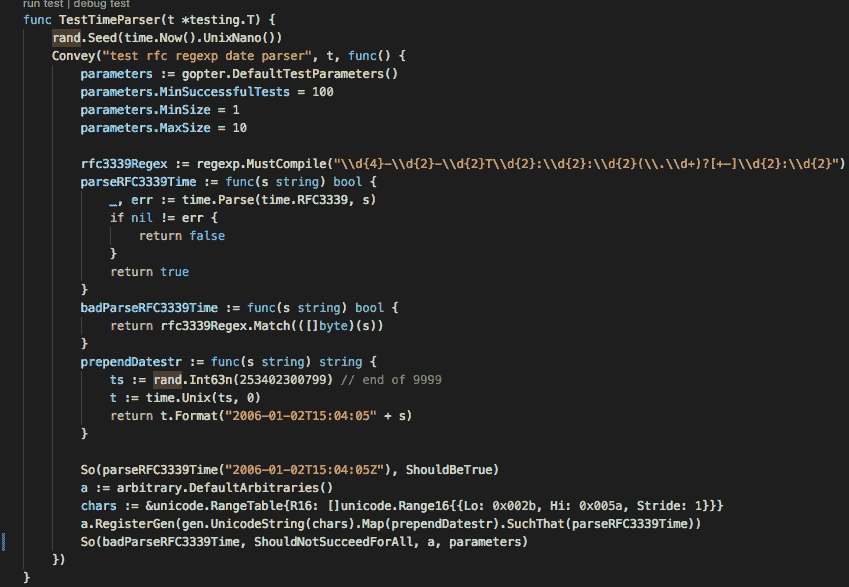 run test | debug test
func TestTimeParser(t *testing.T) {
rand.Seed(time.Now().UnixNano())
Convey("test rfc regexp date parser", t, func() {
parameters := gopter.DefaultTestParameters()
parameters.MinSuccessfulTests = 100
parameters.MinSize = 1
parameters.MaxSize = 10
rfc3339Regex := regexp.MustCompile("\\d{4}-\\d{2}-\\d{2}T\\d{2}:\\d{2}:\\d{2}(\\.\\d+)?[+-]\\d{2}:\\d{2}")
parseRFC3339Time := func(s string) bool {
_, err := time.Parse(time.RFC3339, s)
if nil != err {
return false
}
return true
}
badParseRFC3339Time := func(s string) bool {
return rfc3339Regex.Match(([]byte)(s))
}
prependDatestr := func(s string) string {
ts := rand.Int63n(253402300799) // end of 9999
t := time.Unix(ts, 0)
return t.Format("2006-01-02T15:04:05" + s)
}
So(parseRFC3339Time("2006-01-02T15:04:05Z"), ShouldBeTrue)
a := arbitrary.DefaultArbitraries()
chars := &unicode.RangeTable{R16: []unicode.Range16{{Lo: 0x002b, Hi: 0x005a, Stride: 1}}}
a.RegisterGen(gen.UnicodeString(chars).Map(prependDatestr).SuchThat(parseRFC3339Time))
So(badParseRFC3339Time, ShouldNotSucceedForAll, a, parameters)
})
}